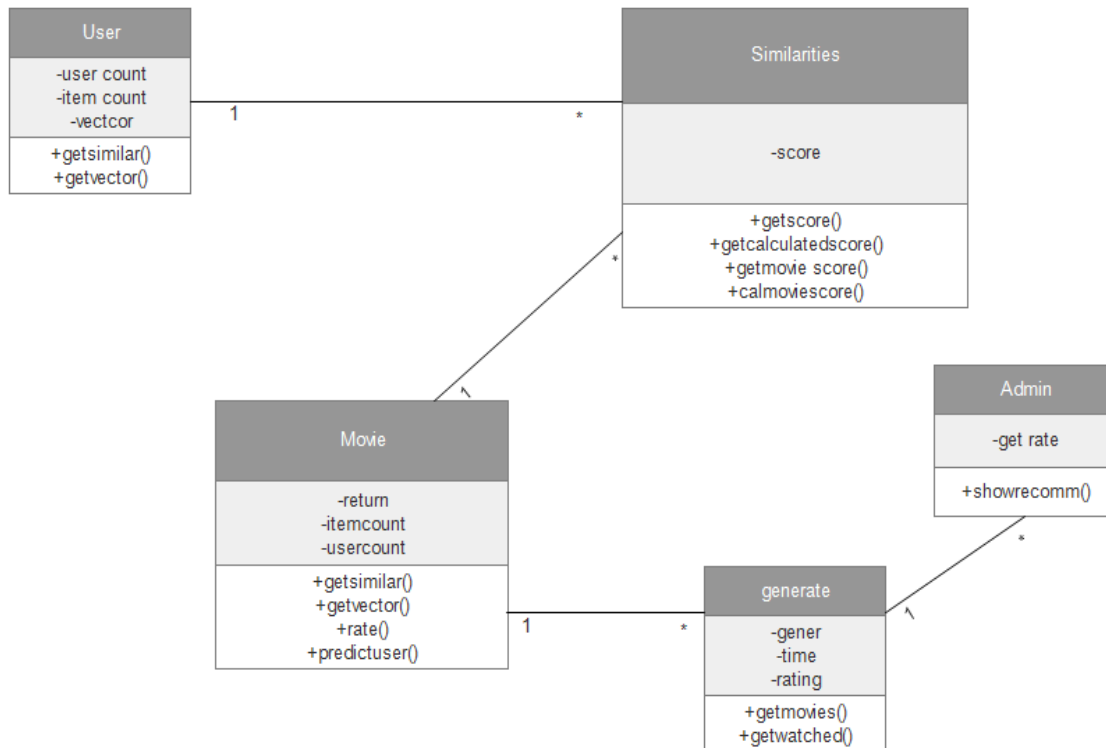 User
-user count
-item count
-vectcor
+getsimilar()
+getvector()
1
*
Similarities
-score
+getscore()
+getcalculatedscore()
+getmovie score()
+calmoviescore()
*
1
Movie
-return
-itemcount
-usercount
+getsimilar()
+getvector()
+rate()
+predictuser()
1
*
Admin
-get rate
+showrecomm()
*
1
generate
-gener
-time
-rating
+getmovies()
+getwatched()